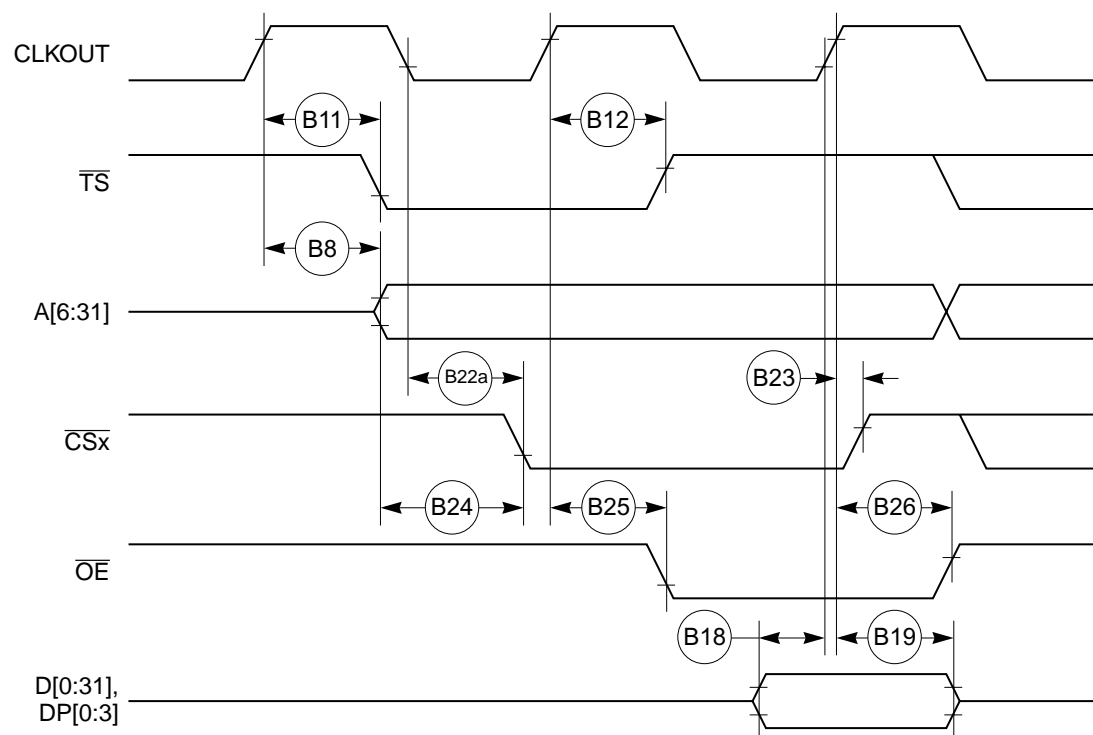 CLKOUT
B11
B12
TS
B8
A[6:31]
B22a
B23
CSx
B24
B25
B26
OE
B18
B19
D[0:31],
DP[0:3]